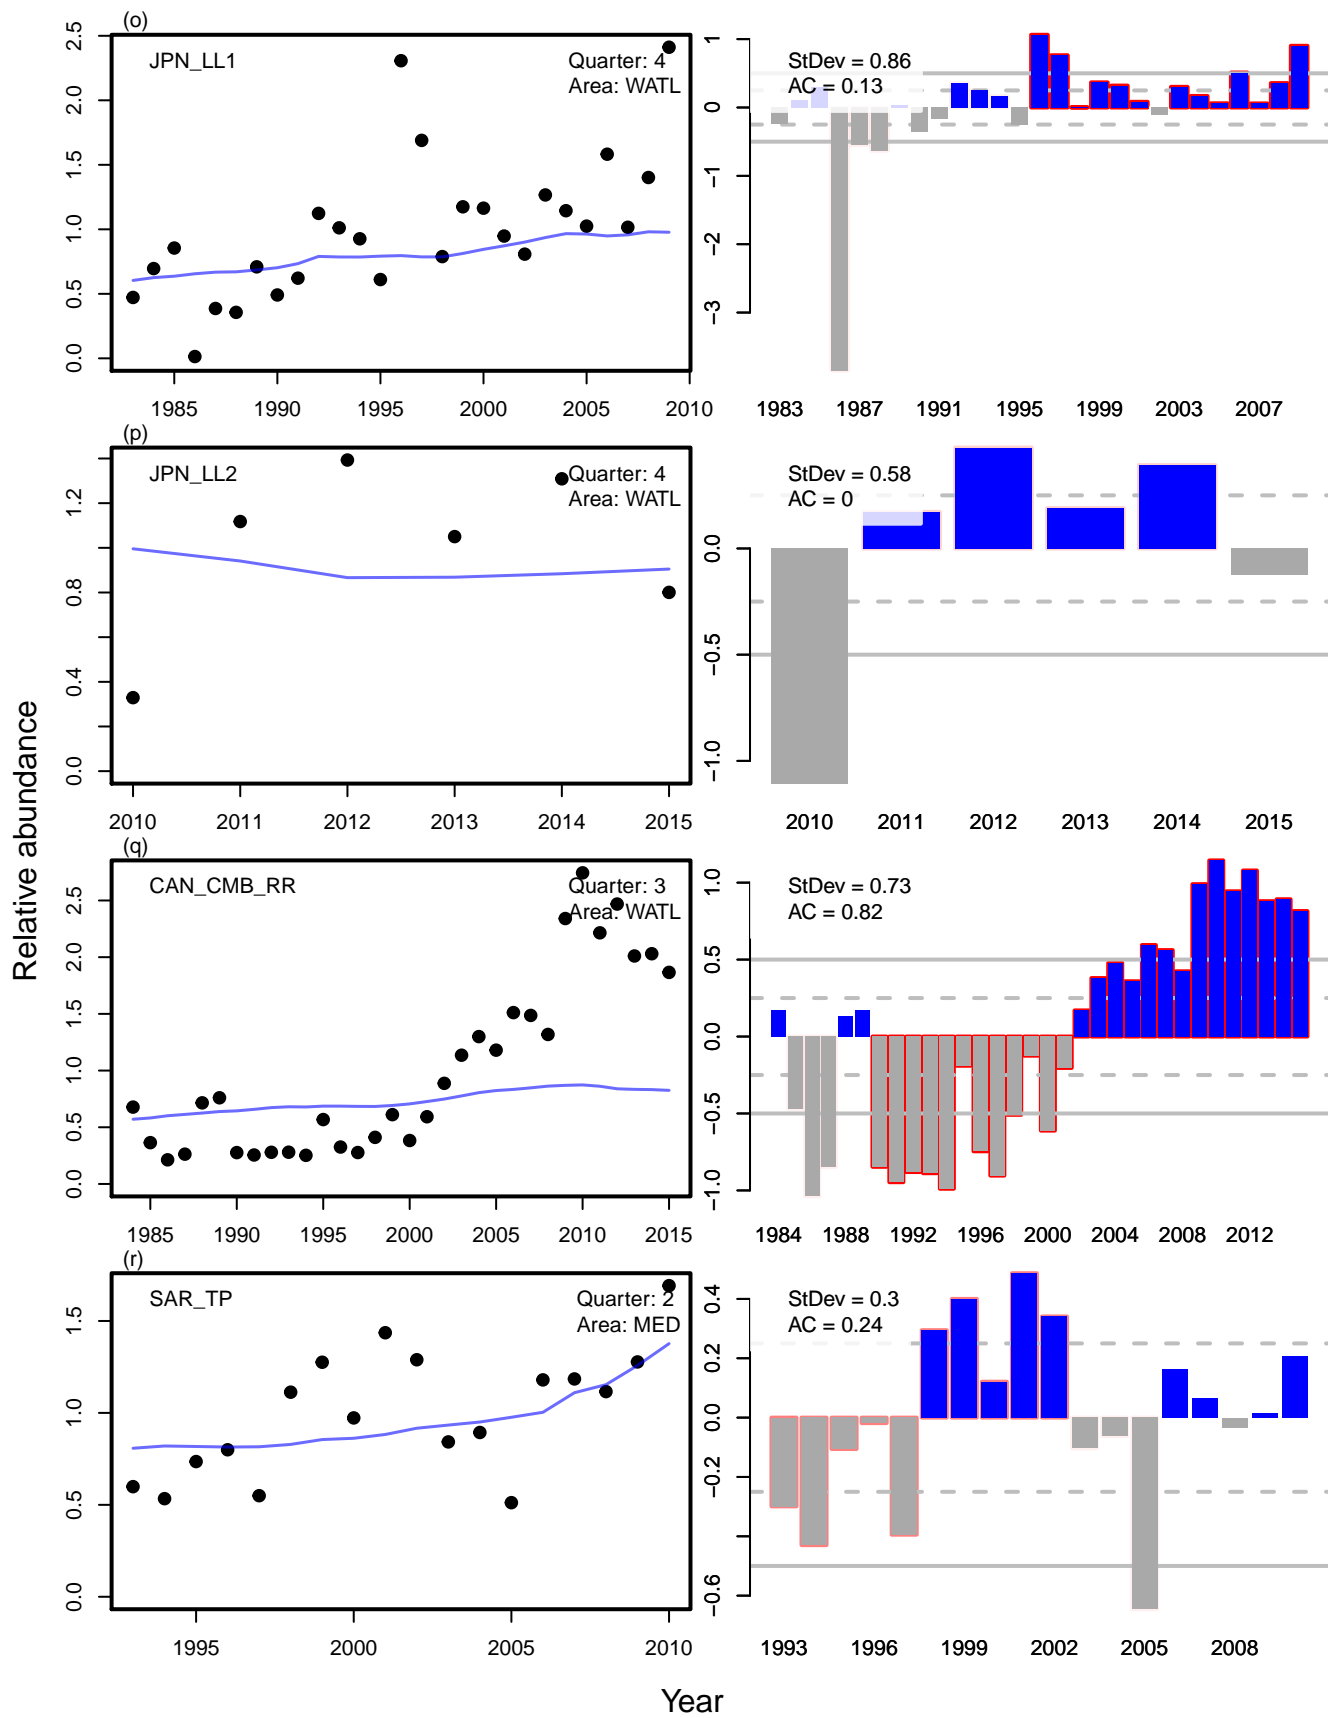 (o)
JPN_LL1
Quarter: 4
Area: WATL
2.5
2.0
1.5
1.0
0.5
0.0
1985 1990 1995 2000 2005 2010
StDev = 0.86
AC = 0.13
1
0
−1
−2
−3
1983 1987 1991 1995 1999 2003 2007
(p)
JPN_LL2
Quarter: 4
Area: WATL
1.2
0.8
0.4
0.0
2010 2011 2012 2013 2014 2015
StDev = 0.58
AC = 0
0.0
−0.5
−1.0
2010 2011 2012 2013 2014 2015
Relative abundance
(q)
CAN_CMB_RR
Quarter: 3
Area: WATL
2.5
2.0
1.5
1.0
0.5
0.0
1985 1990 1995 2000 2005 2010 2015
StDev = 0.73
AC = 0.82
1.0
0.5
0.0
−0.5
−1.0
1984 1988 1992 1996 2000 2004 2008 2012
(r)
SAR_TP
Quarter: 2
Area: MED
1.5
1.0
0.5
0.0
1995 2000 2005 2010
StDev = 0.3
AC = 0.24
0.4
0.2
0.0
−0.2
−0.6
1993 1996 1999 2002 2005 2008
Year